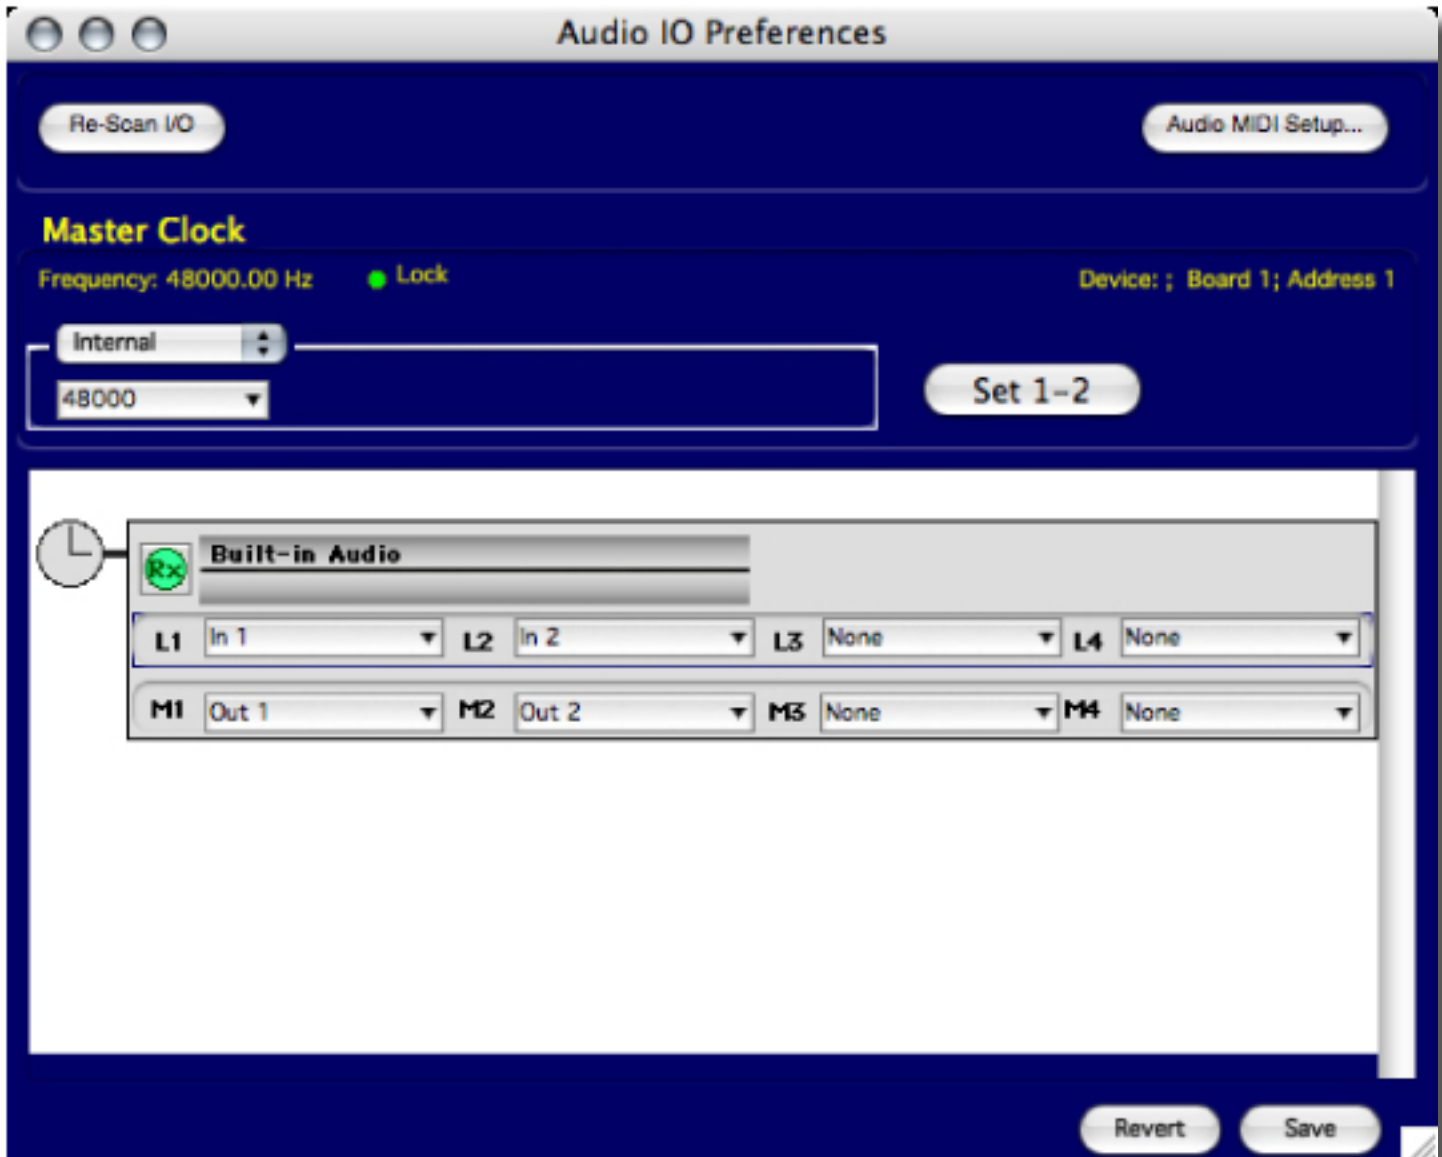 Audio IO Preferences
Re-Scan I/O Audio MIDI Setup...
Master Clock
Frequency: 48000.00 Hz Lock Device: ; Board 1; Address 1
Internal
48000 Set 1-2
Rx Built-in Audio
L1 In 1 L2 In 2 L3 None L4 None
M1 Out 1 M2 Out 2 M3 None M4 None
Revert Save